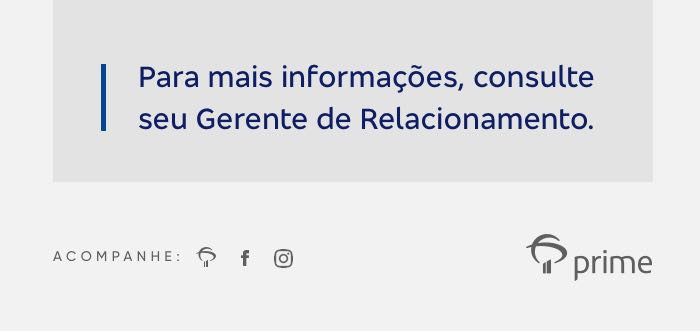 Para mais informações, consulte
seu Gerente de Relacionamento.
ACOMPANHE:
prime